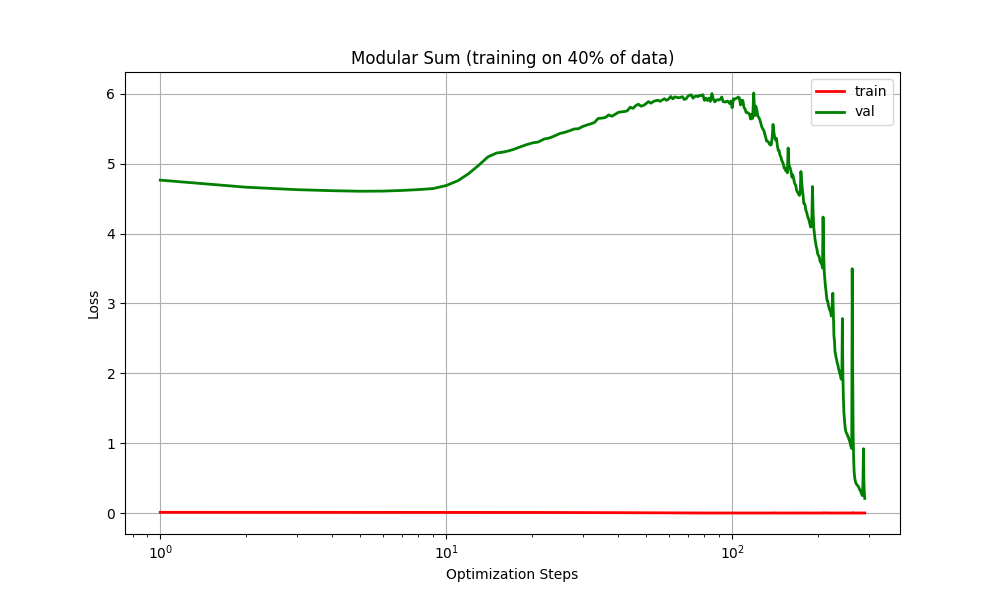 Modular Sum (training on 40% of data)
train
val
6
5
4
3
2
1
0
Loss
10⁰
10¹
10²
Optimization Steps